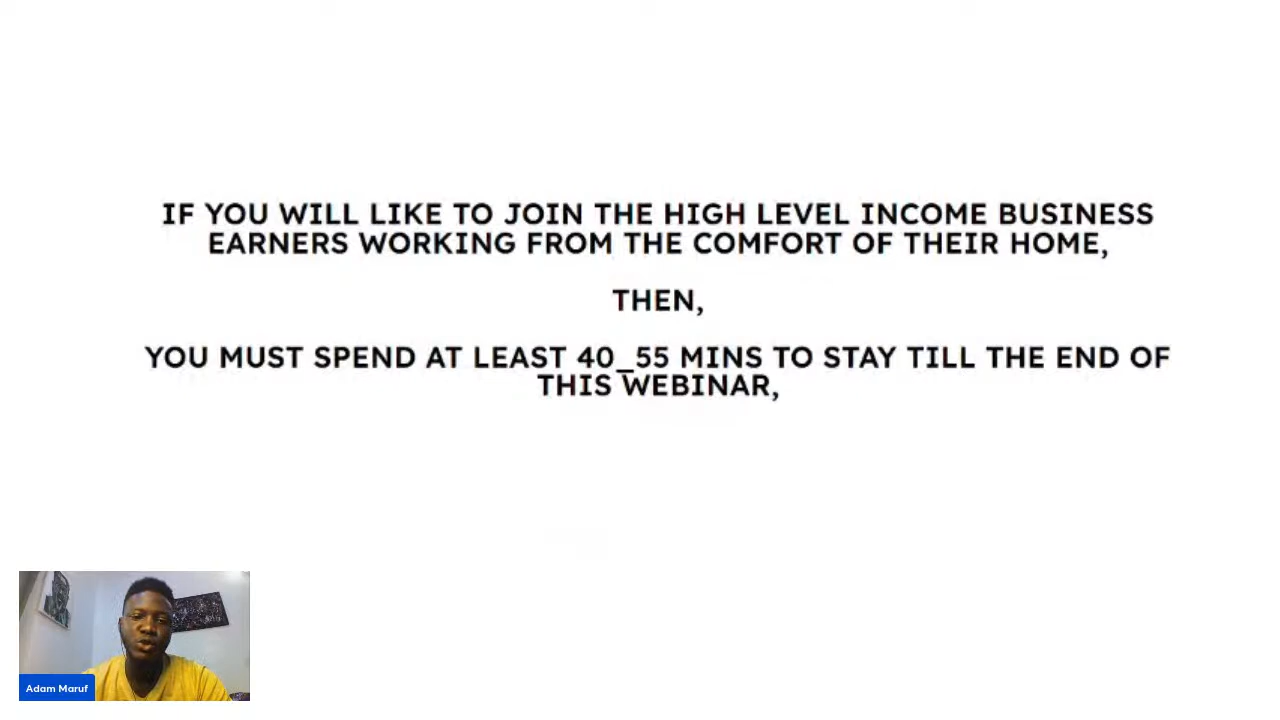 IF YOU WILL LIKE TO JOIN THE HIGH LEVEL INCOME BUSINESS
EARNERS WORKING FROM THE COMFORT OF THEIR HOME,
THEN,
YOU MUST SPEND AT LEAST 40_55 MINS TO STAY TILL THE END OF
THIS WEBINAR,
Adam Maruf